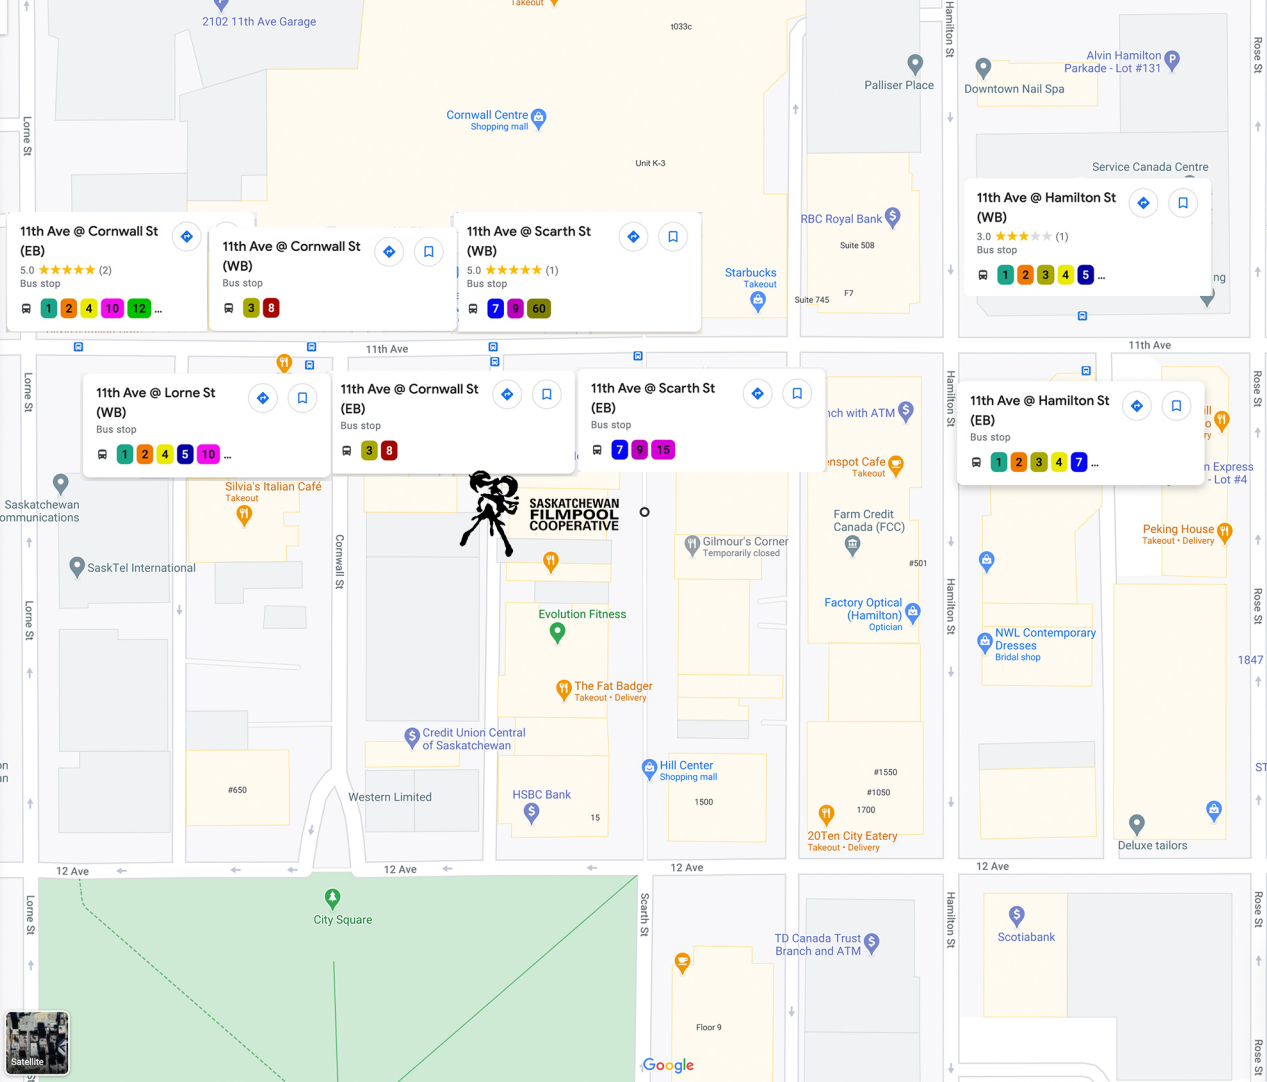 Takeout
2102 11th Ave Garage
t033c
Hamilton St
Rose St
Alvin Hamilton
Parkade - Lot #131
Palliser Place
Downtown Nail Spa
Cornwall Centre
Shopping mall
Lorne St
Unit K-3
Service Canada Centre
11th Ave @ Cornwall St
(EB)
5.0 (2)
Bus stop
1 2 4 10 12 ...
11th Ave @ Cornwall St
(WB)
Bus stop
3 8
11th Ave @ Scarth St
(WB)
5.0 (1)
Bus stop
7 9 60
RBC Royal Bank
Suite 508
Starbucks
Takeout
F7
Suite 745
11th Ave @ Hamilton St
(WB)
3.0 (1)
Bus stop
1 2 3 4 5 ...
ng
11th Ave
11th Ave
Lorne St
11th Ave @ Lorne St
(WB)
Bus stop
1 2 4 5 10 ...
11th Ave @ Cornwall St
(EB)
Bus stop
3 8
11th Ave @ Scarth St
(EB)
Bus stop
7 9 15
nch with ATM
Hamilton St
11th Ave @ Hamilton St
(EB)
Bus stop
1 2 3 4 7 ...
Rose St
ill
o
ry
n Express
- Lot #4
enspot Cafe
Takeout
Saskatchewan
ommunications
Silvia's Italian Café
Takeout
SASKATCHEWAN
FILMPOOL
COOPERATIVE
Farm Credit
Canada (FCC)
Gilmour's Corner
Temporarily closed
Peking House
Takeout • Delivery
SaskTel International
Cornwall St
#501
Lorne St
Evolution Fitness
Factory Optical
(Hamilton)
Optician
Hamilton St
Rose St
NWL Contemporary
Dresses
Bridal shop
1847
The Fat Badger
Takeout • Delivery
Credit Union Central
of Saskatchewan
on
an
Hill Center
Shopping mall
ST
#650
Western Limited
HSBC Bank
15
1500
#1550
#1050
1700
20Ten City Eatery
Takeout • Delivery
Deluxe tailors
12 Ave
12 Ave
12 Ave
12 Ave
Lorne St
City Square
Scarth St
TD Canada Trust
Branch and ATM
Hamilton St
Scotiabank
Rose St
Floor 9
Satellite
Google
Rose St